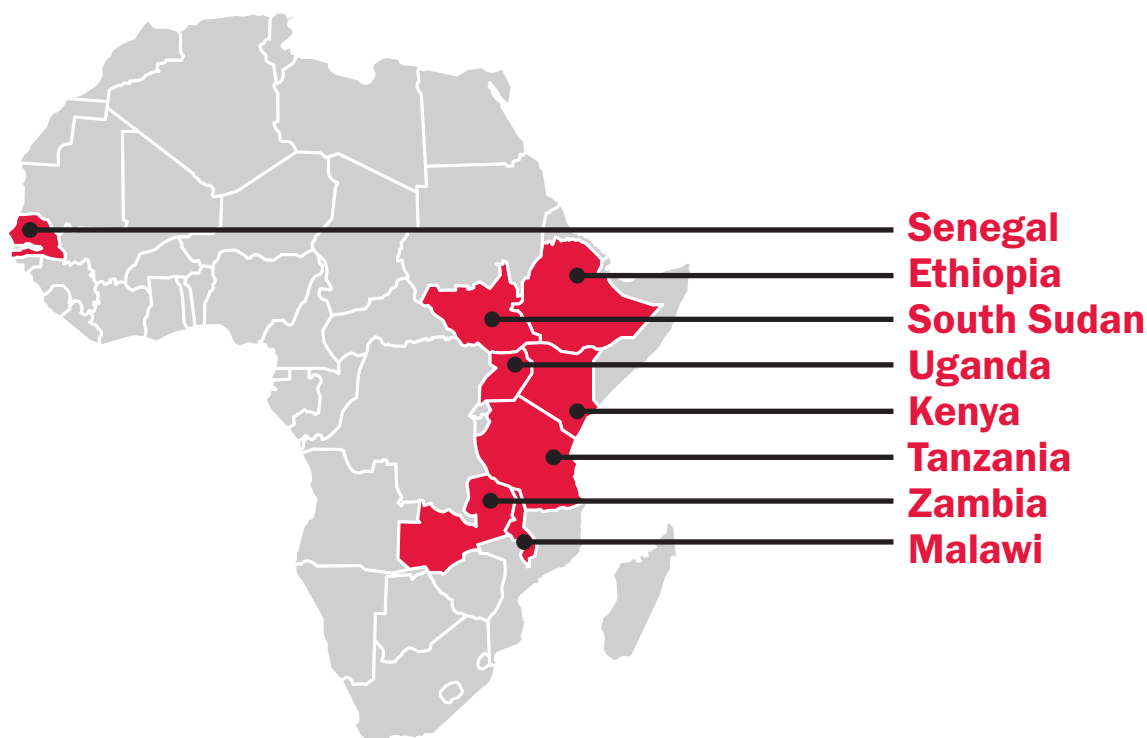 Senegal
Ethiopia
South Sudan
Uganda
Kenya
Tanzania
Zambia
Malawi